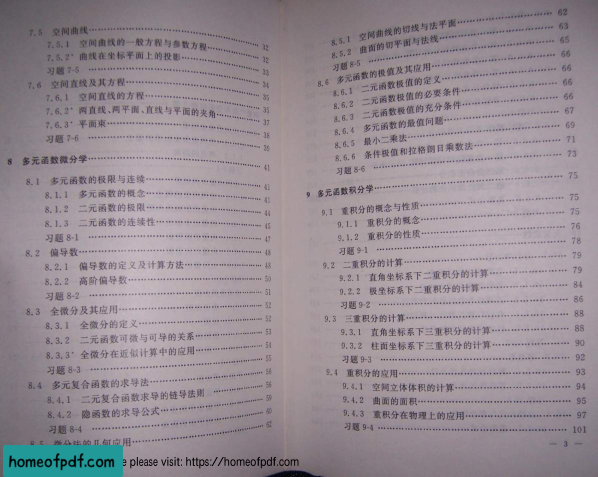 7.5 空间曲线 32
7.5.1 空间曲线的一般方程与参数方程 32
7.5.2* 曲线在坐标平面上的投影 33
习题 7-5 35
7.6 空间直线及其方程 35
7.6.1 空间直线的方程 35
7.6.2* 两直线、两平面、直线与平面的夹角
7.6.3* 平面束 38
习题 7-6 39
8 多元函数微分学 41
8.1 多元函数的极限与连续 41
8.1.1 多元函数的概念 41
8.1.2 二元函数的极限 44
8.1.3 二元函数的连续性 45
习题 8-1 47
8.2 偏导数 48
8.2.1 偏导数的定义及计算方法 48
8.2.2 高阶偏导数 50
习题 8-2 51
8.3 全微分及其应用 52
8.3.1 全微分的定义 52
8.3.2 二元函数可微与可导的关系 53
8.3.3* 全微分在近似计算中的应用 55
习题 8-3
8.4 多元复合函数的求导法 56
8.4.1 二元复合函数求导的链导法则
8.4.2 隐函数的求导公式 60
习题 8-4 62
8.5 微分法的几何应用
62
8.5.1 空间曲线的切线与法平面 63
8.5.2 曲面的切平面与法线
习题 8-5 65
8.6 多元函数的极值及其应用 66
8.6.1 二元函数极值的定义 66
8.6.2 二元函数极值的必要条件 66
8.6.3 二元函数极值的充分条件
8.6.4 多元函数的最值问题
8.6.5 最小二乘法 69
8.6.6 条件极值和拉格朗日乘数法 71
习题 8-6 73
9 多元函数积分学 75
9.1 重积分的概念与性质 75
9.1.1 重积分的概念 75
9.1.2 重积分的性质 76
习题 9-1 78
9.2 二重积分的计算 79
9.2.1 直角坐标系下二重积分的计算 79
9.2.2 极坐标系下二重积分的计算 84
习题 9-2 86
9.3 三重积分的计算 88
9.3.1 直角坐标系下三重积分的计算 88
9.3.2 柱面坐标系下三重积分的计算 90
习题 9-3 92
9.4 重积分的应用 93
9.4.1 空间立体体积的计算 94
9.4.2 曲面的面积 95
9.4.3 重积分在物理上的应用 97
习题 9-4 101
— 3 —
homeofpdf.com e please visit: https://homeofpdf.com